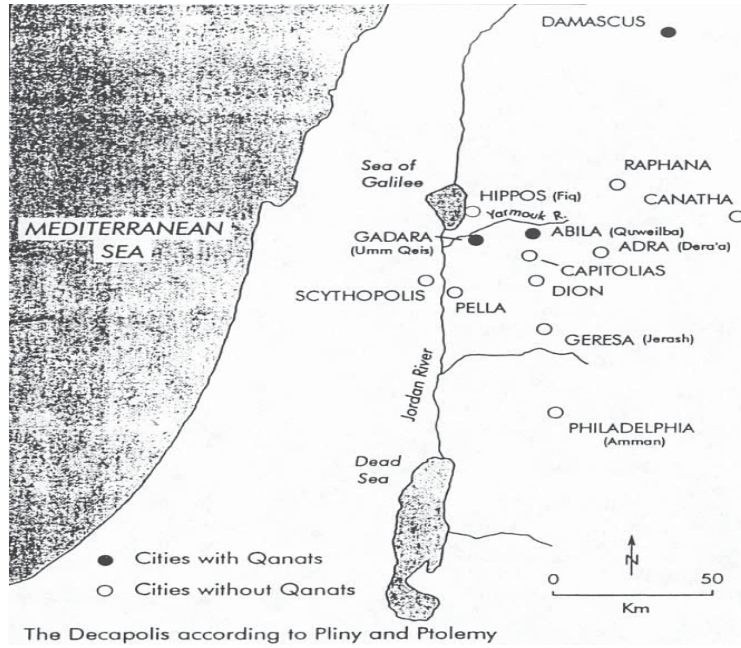 DAMASCUS
Sea of
Galilee
RAPHANA
HIPPOS (Fiq)
CANATHA
Yarmouk R.
MEDITERRANEAN
SEA
GADARA
(Umm Qeis)
ABILA (Quweilba)
ADRA (Dera'a)
CAPITOLIAS
SCYTHOPOLIS
DION
PELLA
GERESA (Jerash)
Jordan River
PHILADELPHIA
(Amman)
Dead
Sea
Cities with Qanats
N
Cities without Qanats
0 50
Km
The Decapolis according to Pliny and Ptolemy